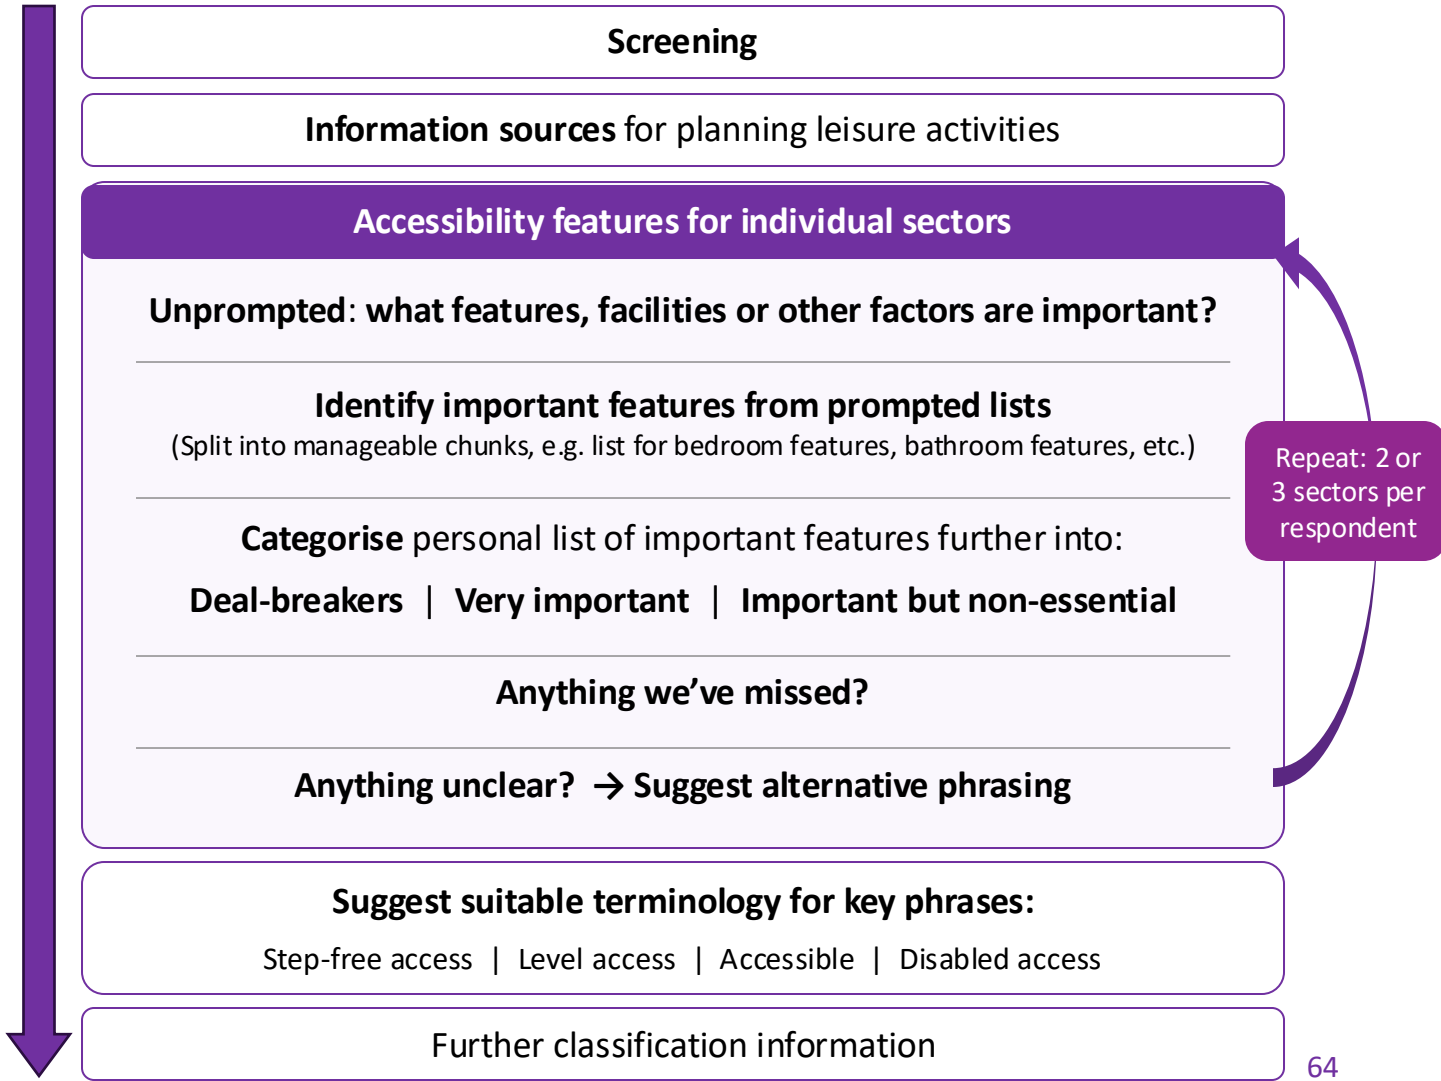 Screening
Information sources for planning leisure activities
Accessibility features for individual sectors
Unprompted: what features, facilities or other factors are important?
Identify important features from prompted lists
(Split into manageable chunks, e.g. list for bedroom features, bathroom features, etc.)
Categorise personal list of important features further into:
Deal-breakers | Very important | Important but non-essential
Anything we’ve missed?
Anything unclear? → Suggest alternative phrasing
Repeat: 2 or
3 sectors per
respondent
Suggest suitable terminology for key phrases:
Step-free access | Level access | Accessible | Disabled access
Further classification information
64